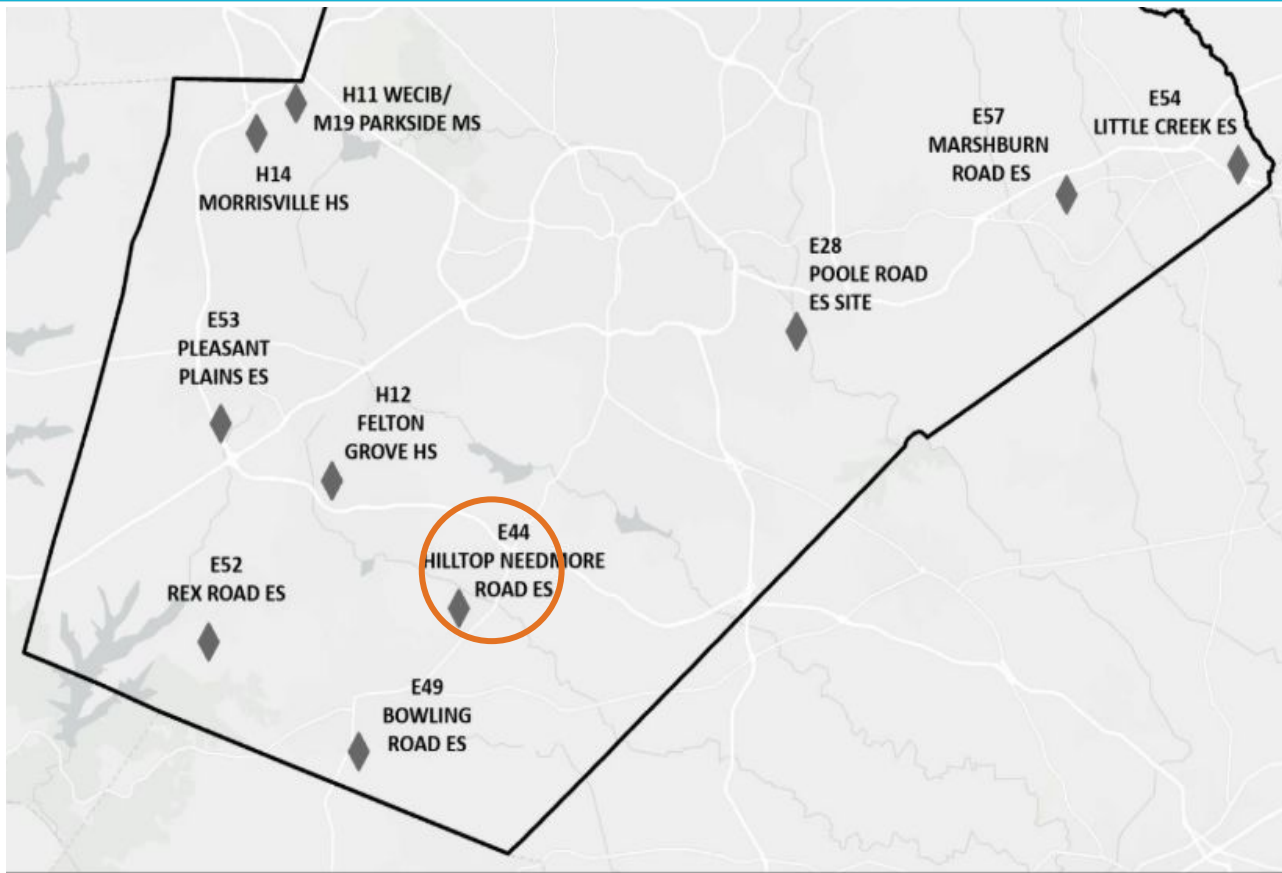 H11 WECIB/
M19 PARKSIDE MS
H14
MORRISVILLE HS
E54
LITTLE CREEK ES
E57
MARSHBURN
ROAD ES
E28
POOLE ROAD
ES SITE
E53
PLEASANT
PLAINS ES
H12
FELTON
GROVE HS
E44
HILLTOP NEEDMORE
ROAD ES
E52
REX ROAD ES
E49
BOWLING
ROAD ES